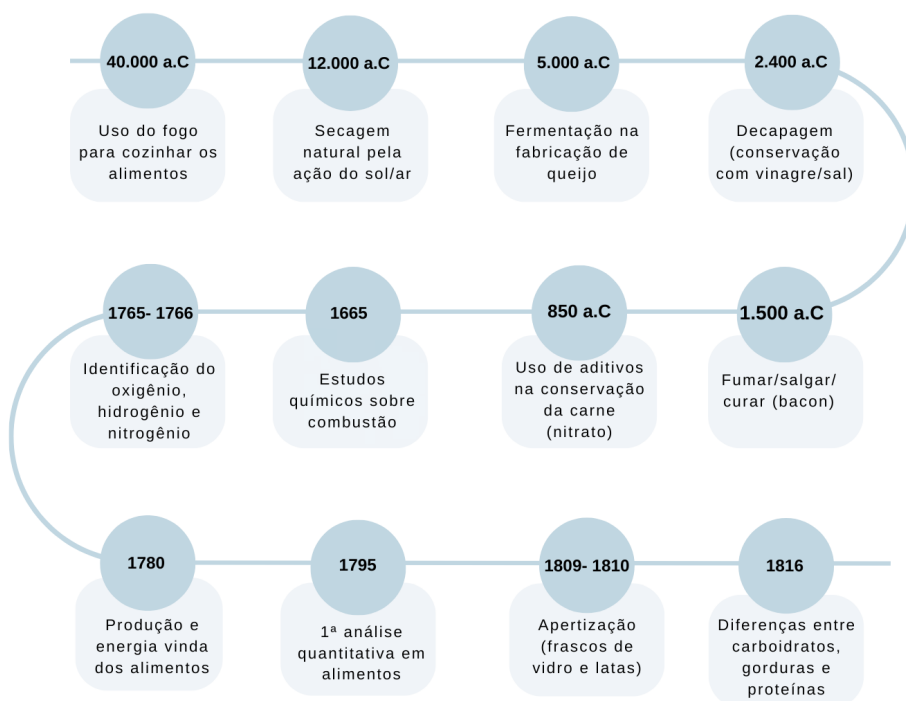 40.000 a.C
Uso do fogo
para cozinhar os
alimentos
12.000 a.C
Secagem
natural pela
ação do sol/ar
5.000 a.C
Fermentação na
fabricação de
queijo
2.400 a.C
Decapagem
(conservação
com vinagre/sal)
1.500 a.C
Fumar/salgar/
curar (bacon)
850 a.C
Uso de aditivos
na conservação
da carne
(nitrato)
1665
Estudos
químicos sobre
combustão
1765- 1766
Identificação do
oxigênio,
hidrogênio e
nitrogênio
1780
Produção e
energia vinda
dos alimentos
1795
1ª análise
quantitativa em
alimentos
1809- 1810
Apertização
(frascos de
vidro e latas)
1816
Diferenças entre
carboidratos,
gorduras e
proteínas